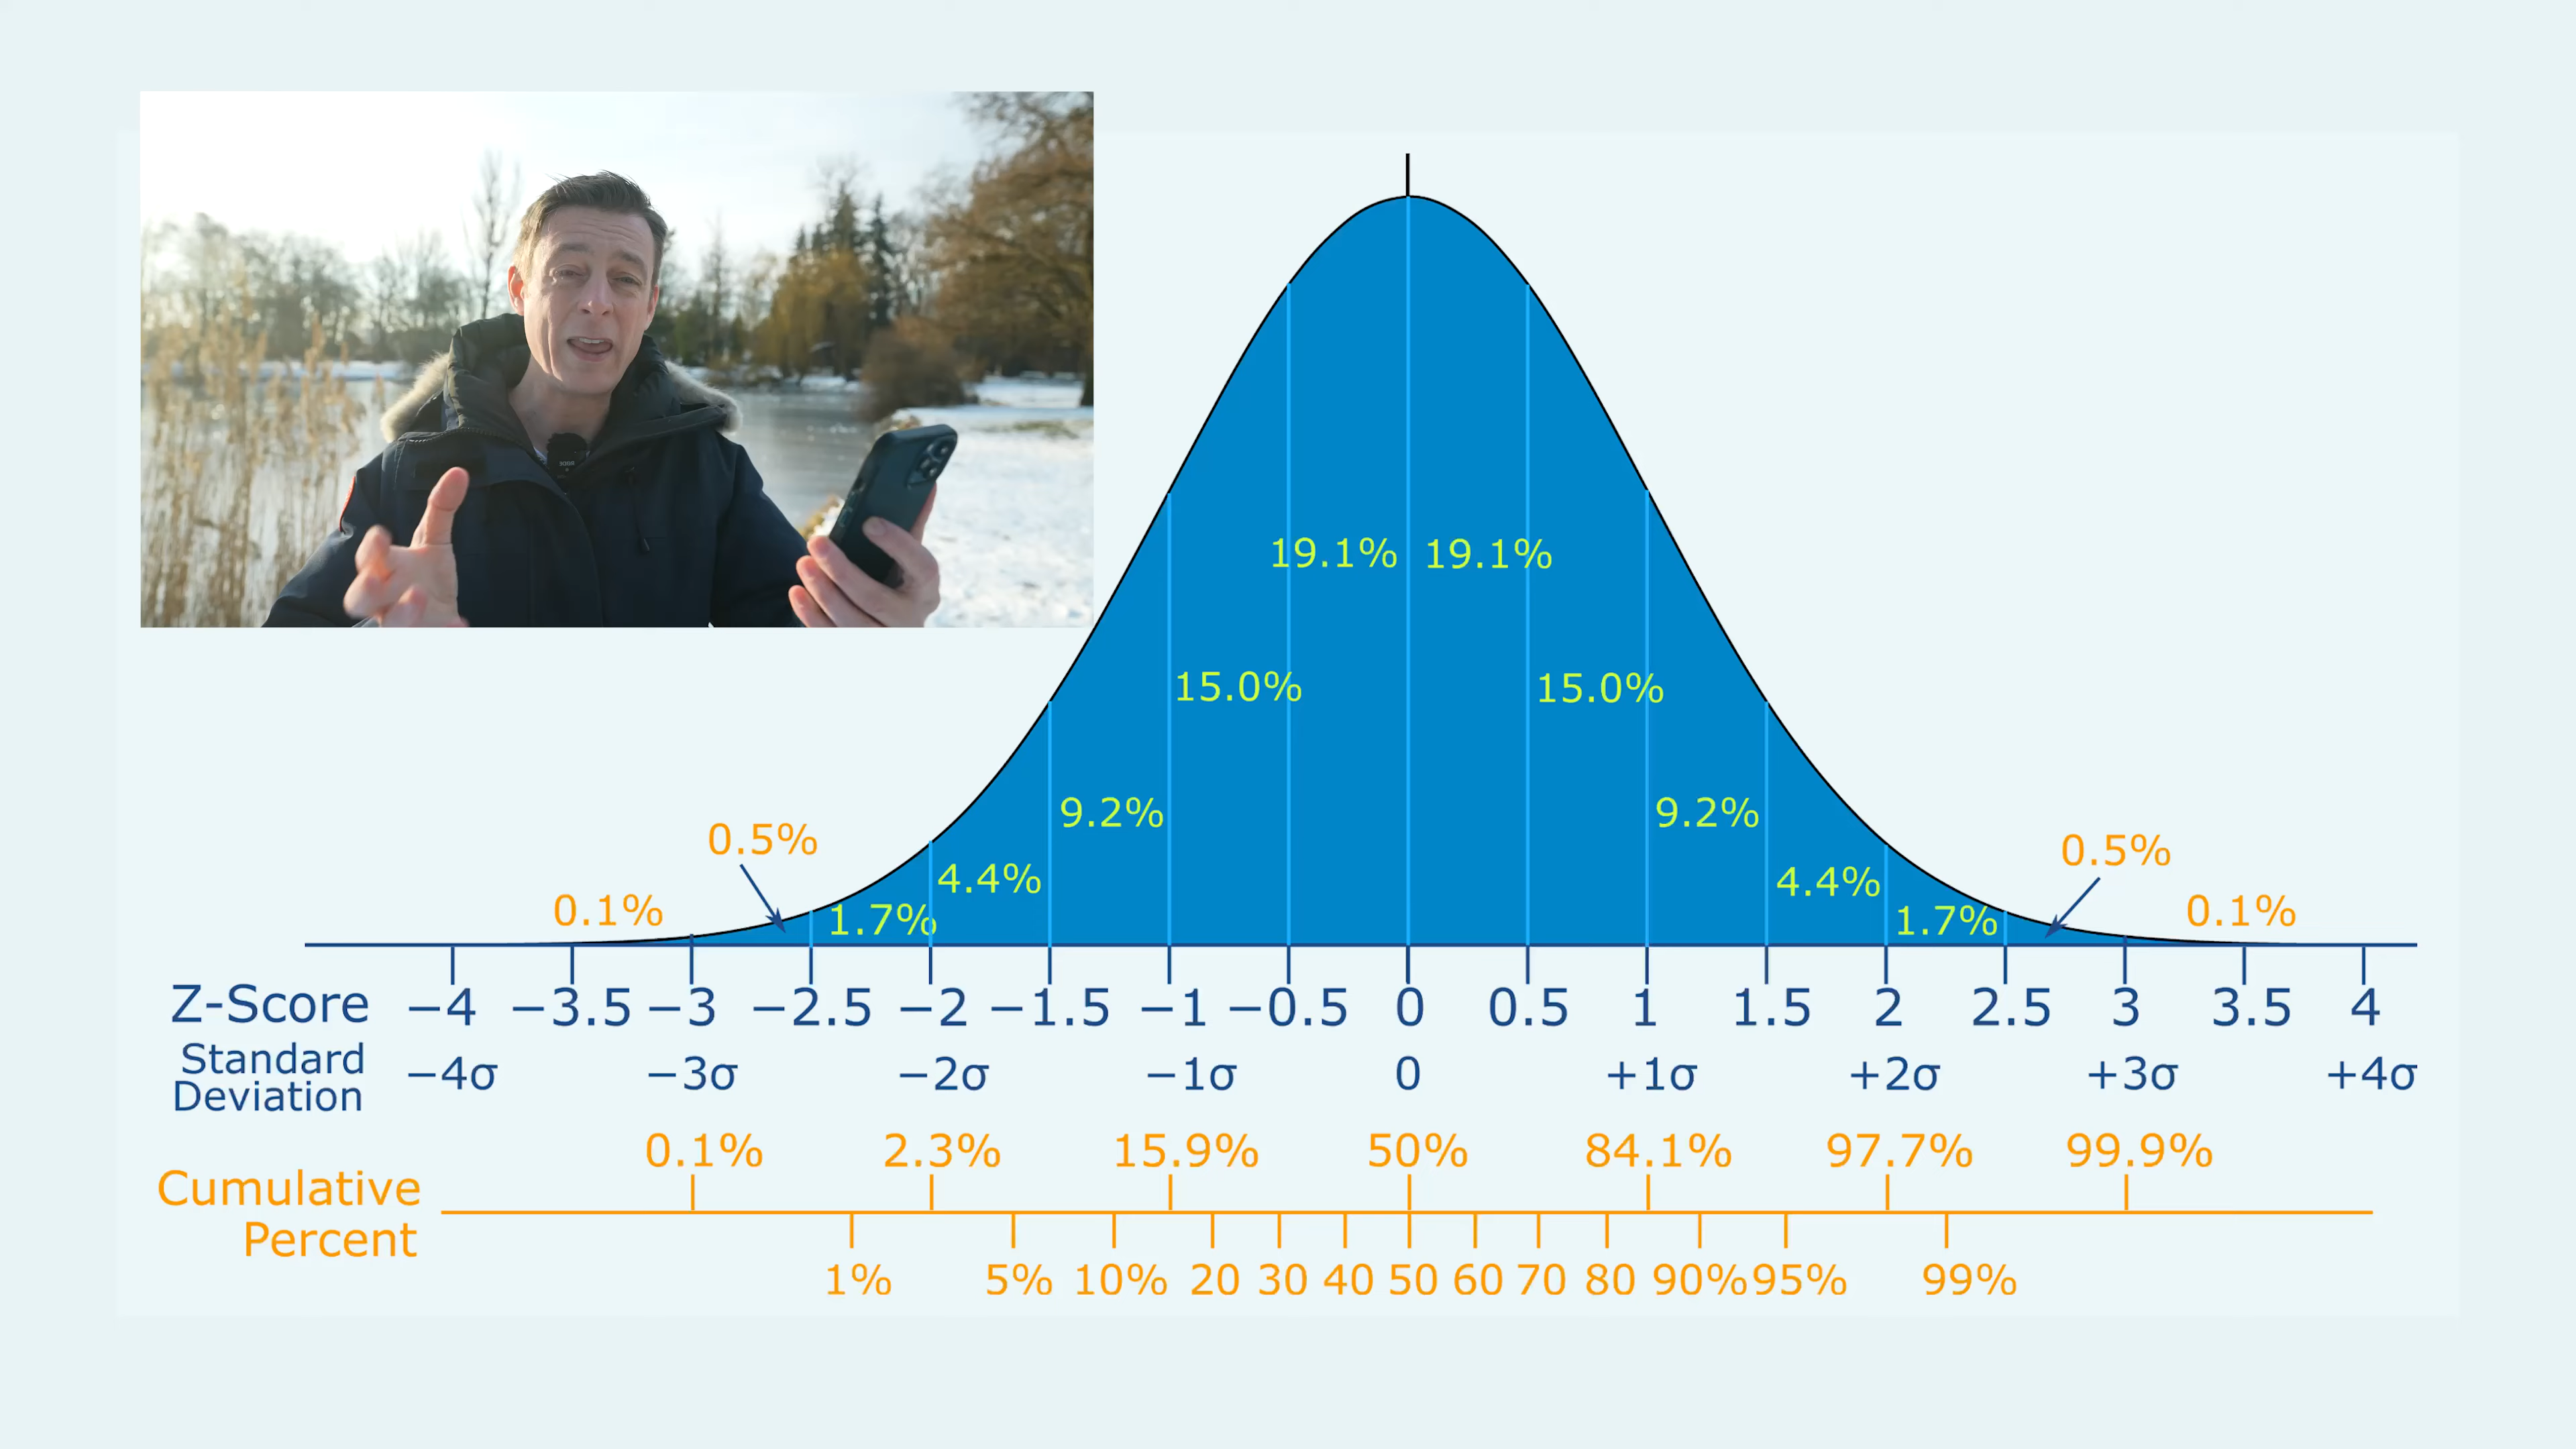 19.1% 19.1%
15.0% 15.0%
9.2% 9.2%
0.5% 0.5%
4.4% 4.4%
0.1% 1.7% 1.7% 0.1%
Z-Score −4 −3.5 −3 −2.5 −2 −1.5 −1 −0.5 0 0.5 1 1.5 2 2.5 3 3.5 4
Standard
Deviation −4σ −3σ −2σ −1σ 0 +1σ +2σ +3σ +4σ
0.1% 2.3% 15.9% 50% 84.1% 97.7% 99.9%
Cumulative
Percent
1% 5% 10% 20 30 40 50 60 70 80 90% 95% 99%